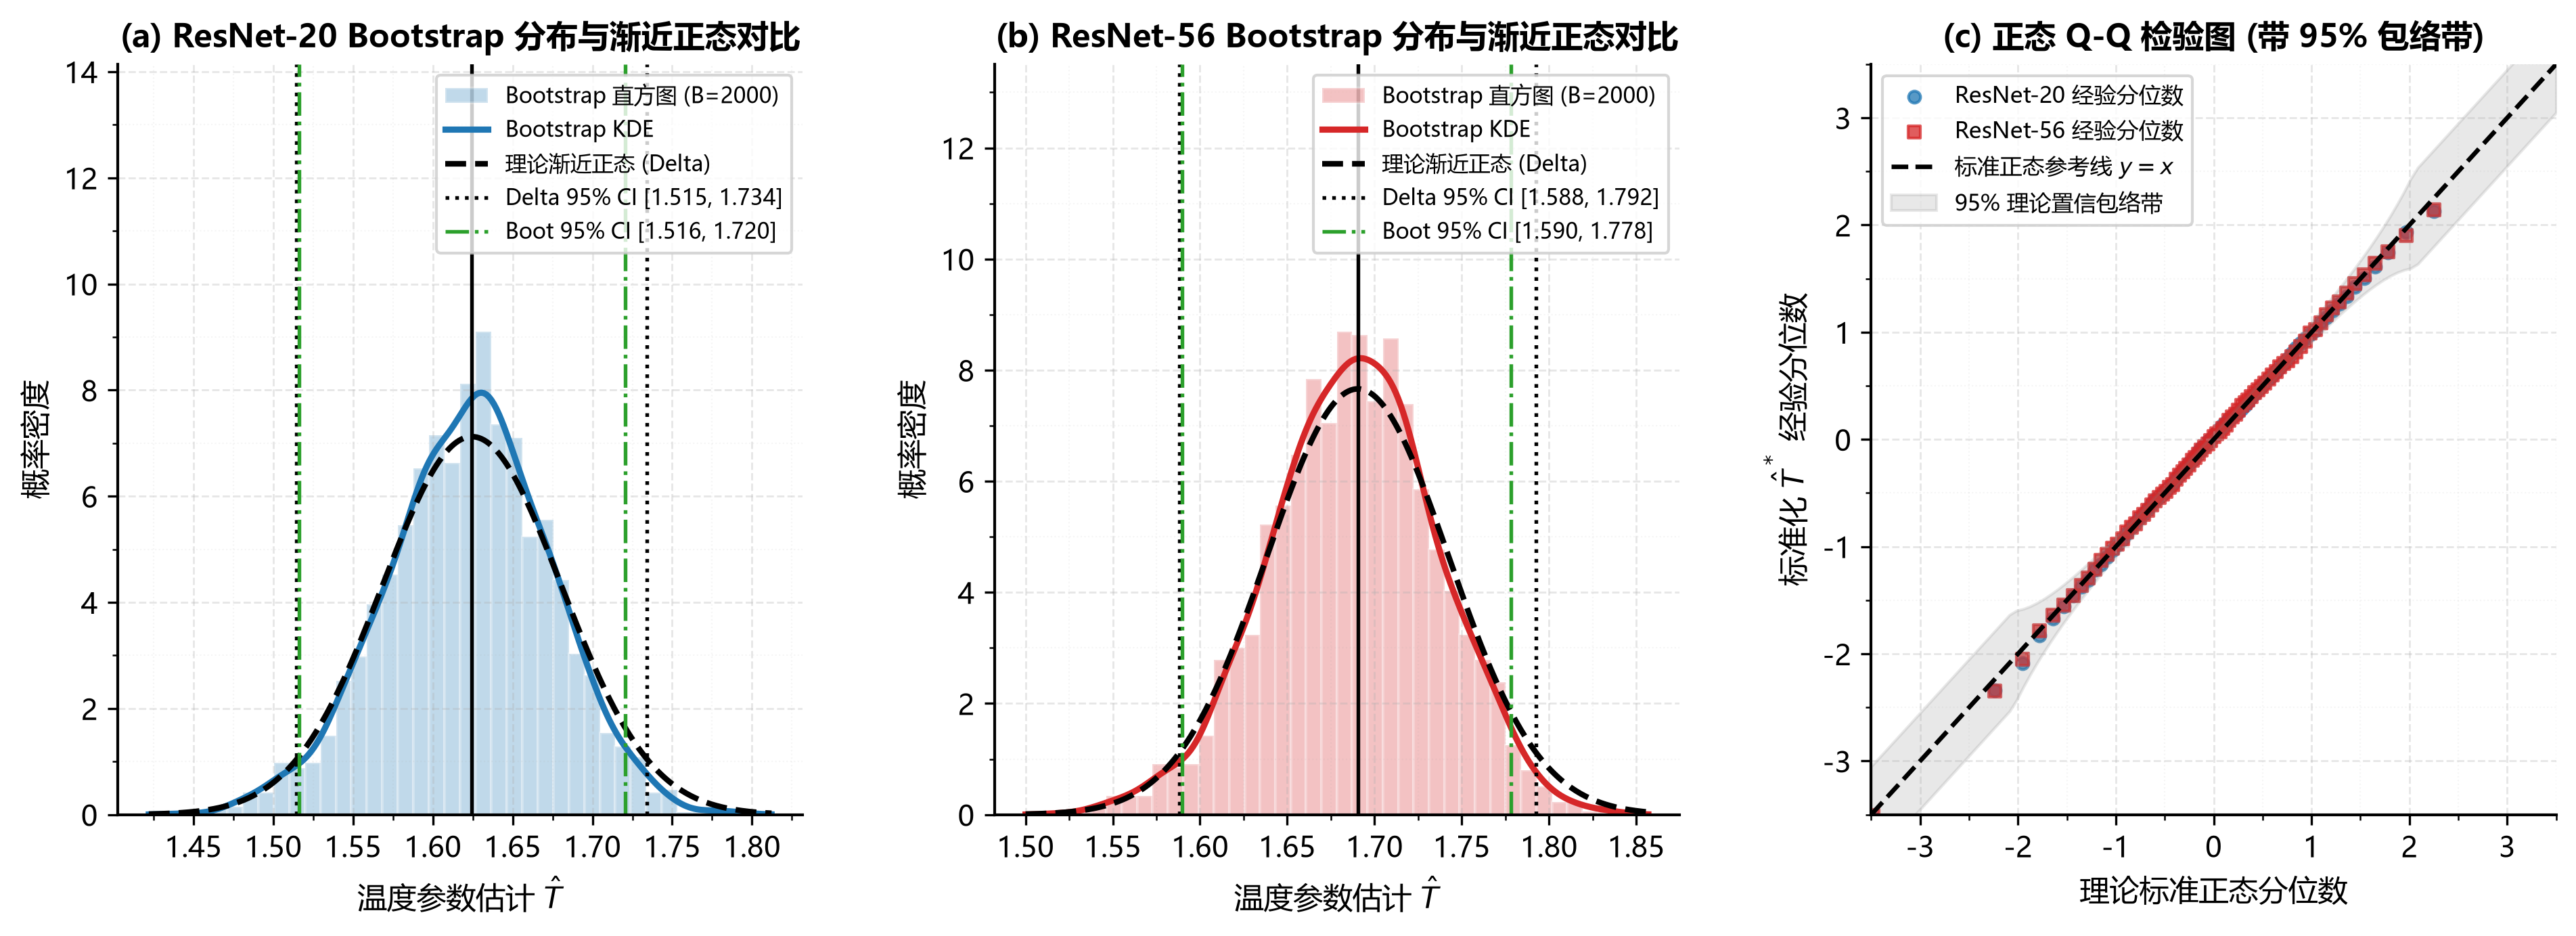 (a) ResNet-20 Bootstrap 分布与渐近正态对比
14
12
10
8
6
4
2
0
概率密度
Bootstrap 直方图 (B=2000)
Bootstrap KDE
理论渐近正态 (Delta)
Delta 95% CI [1.515, 1.734]
Boot 95% CI [1.516, 1.720]
1.45 1.50 1.55 1.60 1.65 1.70 1.75 1.80
温度参数估计 T̂
(b) ResNet-56 Bootstrap 分布与渐近正态对比
12
10
8
6
4
2
0
概率密度
Bootstrap 直方图 (B=2000)
Bootstrap KDE
理论渐近正态 (Delta)
Delta 95% CI [1.588, 1.792]
Boot 95% CI [1.590, 1.778]
1.50 1.55 1.60 1.65 1.70 1.75 1.80 1.85
温度参数估计 T̂
(c) 正态 Q-Q 检验图 (带 95% 包络带)
3
2
1
0
-1
-2
-3
标准化 T̂* 经验分位数
ResNet-20 经验分位数
ResNet-56 经验分位数
标准正态参考线 y = x
95% 理论置信包络带
-3 -2 -1 0 1 2 3
理论标准正态分位数